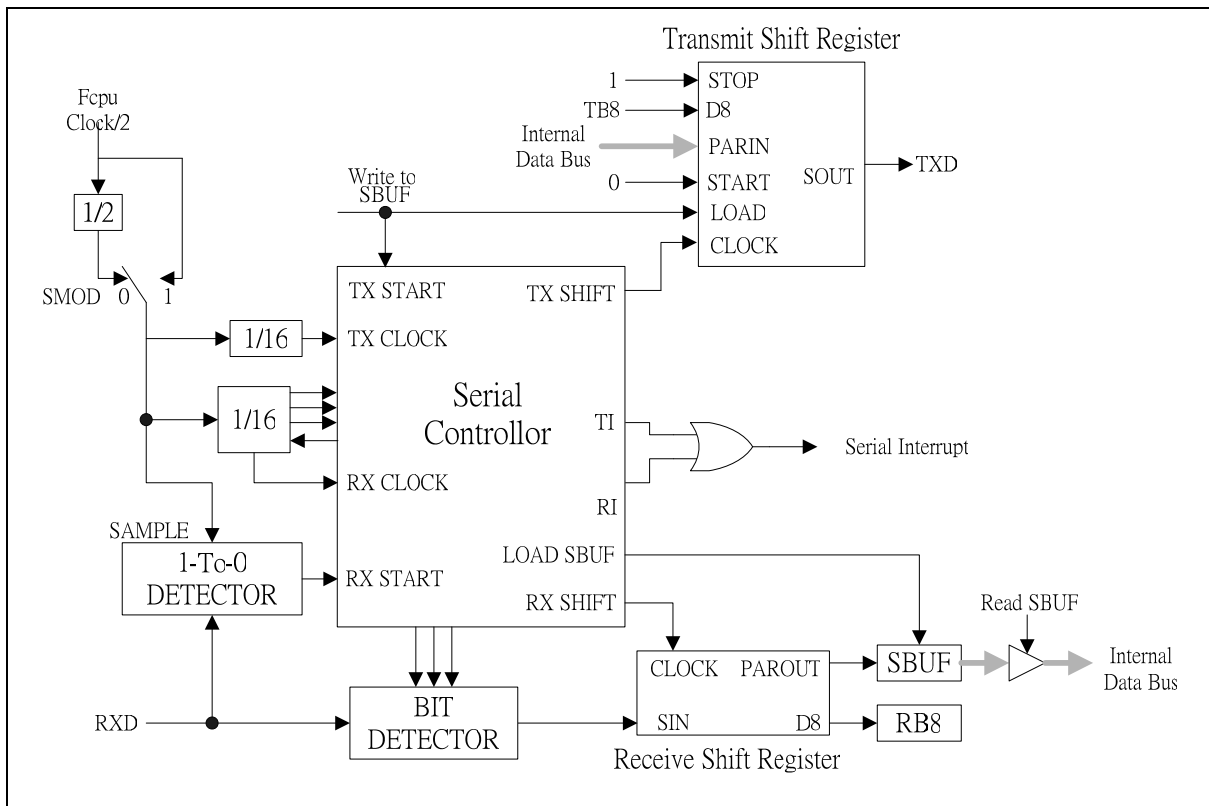 Transmit Shift Register
1
STOP
TB8
D8
Internal
Data Bus
PARIN
0
START
SOUT
TXD
LOAD
CLOCK
Fcpu
Clock/2
1/2
SMOD
0
1
Write to
SBUF
TX START
TX SHIFT
1/16
TX CLOCK
1/16
Serial
Controllor
TI
Serial Interrupt
RX CLOCK
RI
SAMPLE
1-To-0
DETECTOR
RX START
LOAD SBUF
RX SHIFT
Read SBUF
CLOCK
PAROUT
SBUF
Internal
Data Bus
RXD
BIT
DETECTOR
SIN
D8
RB8
Receive Shift Register